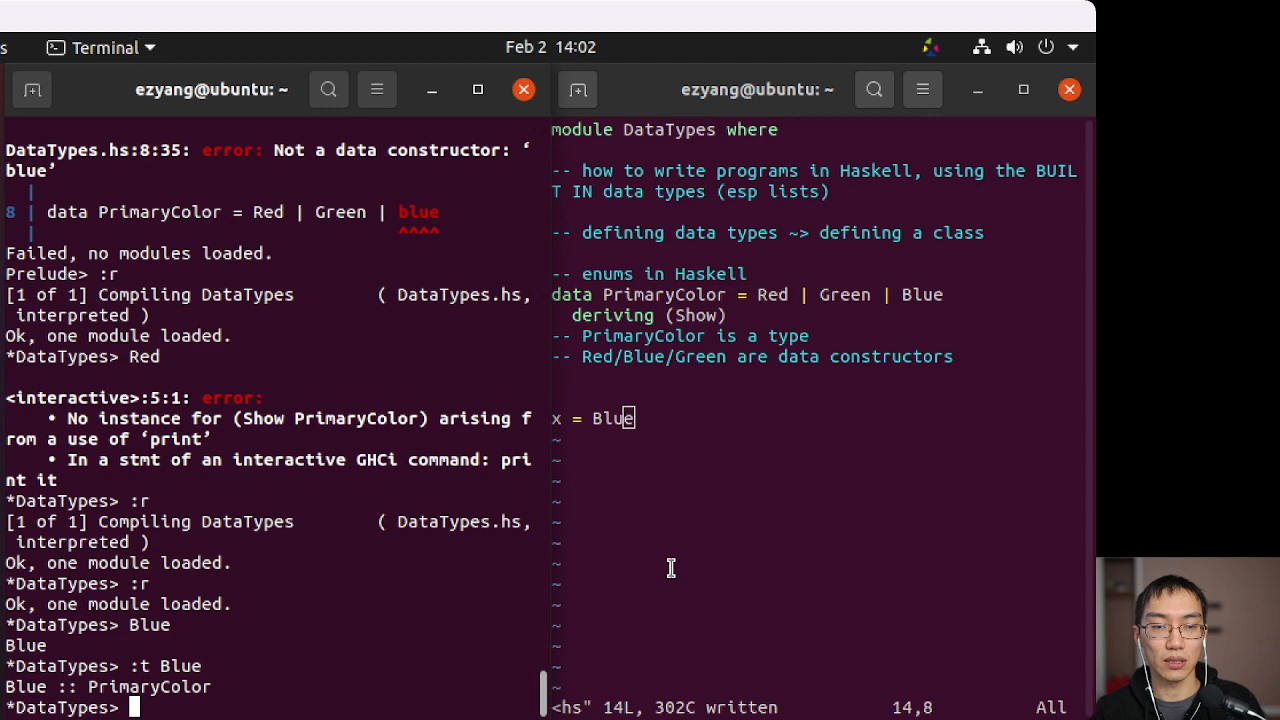 s Terminal Feb 2 14:02
ezyang@ubuntu: ~
DataTypes.hs:8:35: error: Not a data constructor: ‘
blue’
|
8 | data PrimaryColor = Red | Green | blue
| ^^^^
Failed, no modules loaded.
Prelude> :r
[1 of 1] Compiling DataTypes ( DataTypes.hs,
interpreted )
Ok, one module loaded.
*DataTypes> Red
<interactive>:5:1: error:
• No instance for (Show PrimaryColor) arising f
rom a use of ‘print’
• In a stmt of an interactive GHCi command: pri
nt it
*DataTypes> :r
[1 of 1] Compiling DataTypes ( DataTypes.hs,
interpreted )
Ok, one module loaded.
*DataTypes> :r
Ok, one module loaded.
*DataTypes> Blue
Blue
*DataTypes> :t Blue
Blue :: PrimaryColor
*DataTypes>
ezyang@ubuntu: ~
module DataTypes where
-- how to write programs in Haskell, using the BUIL
T IN data types (esp lists)
-- defining data types ~> defining a class
-- enums in Haskell
data PrimaryColor = Red | Green | Blue
deriving (Show)
-- PrimaryColor is a type
-- Red/Blue/Green are data constructors
x = Blue
~
~
~
~
~
~
~
~
~
~
~
~
~
<hs" 14L, 302C written 14,8 All